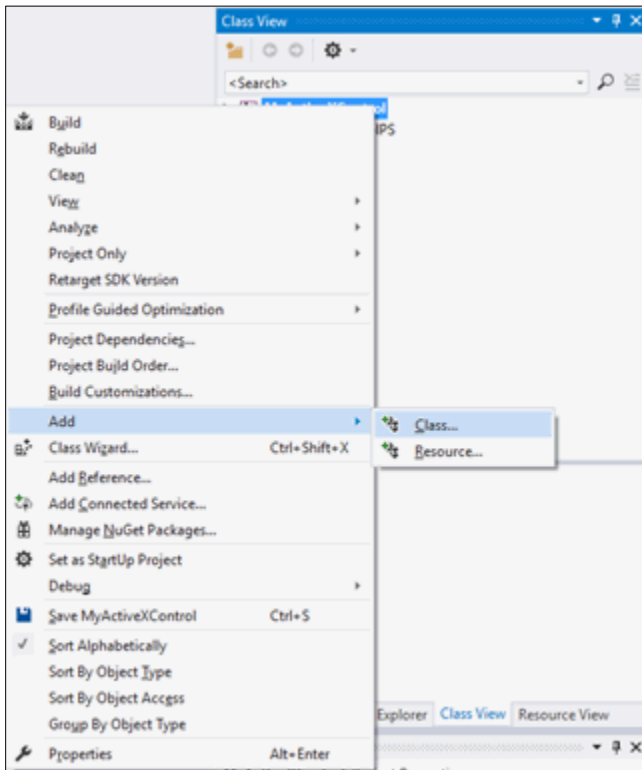 Class View
<Search>
MyActiveXControl
IPS
Build
Rebuild
Clean
View
Analyze
Project Only
Retarget SDK Version
Profile Guided Optimization
Project Dependencies...
Project Build Order...
Build Customizations...
Add
Class...
Class Wizard... Ctrl+Shift+X
Resource...
Add Reference...
Add Connected Service...
Manage NuGet Packages...
Set as StartUp Project
Debug
Save MyActiveXControl Ctrl+S
Sort Alphabetically
Sort By Object Type
Sort By Object Access
Group By Object Type
Explorer Class View Resource View
Properties Alt+Enter